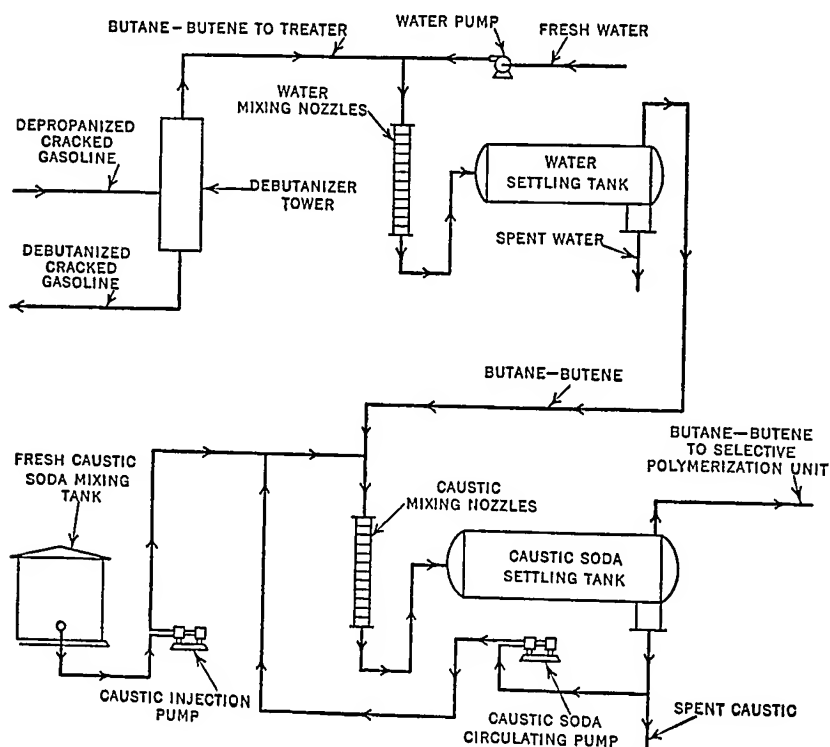 BUTANE-BUTENE TO TREATER
WATER PUMP
FRESH WATER
WATER
MIXING NOZZLES
DEPROPANIZED
CRACKED
GASOLINE
WATER
SETTLING TANK
DEBUTANIZER
TOWER
SPENT WATER
DEBUTANIZED
CRACKED
GASOLINE
BUTANE-BUTENE
BUTANE-BUTENE
TO SELECTIVE
POLYMERIZATION UNIT
FRESH CAUSTIC
SODA MIXING
TANK
CAUSTIC
MIXING NOZZLES
CAUSTIC SODA
SETTLING TANK
CAUSTIC INJECTION
PUMP
CAUSTIC SODA
CIRCULATING PUMP
SPENT CAUSTIC